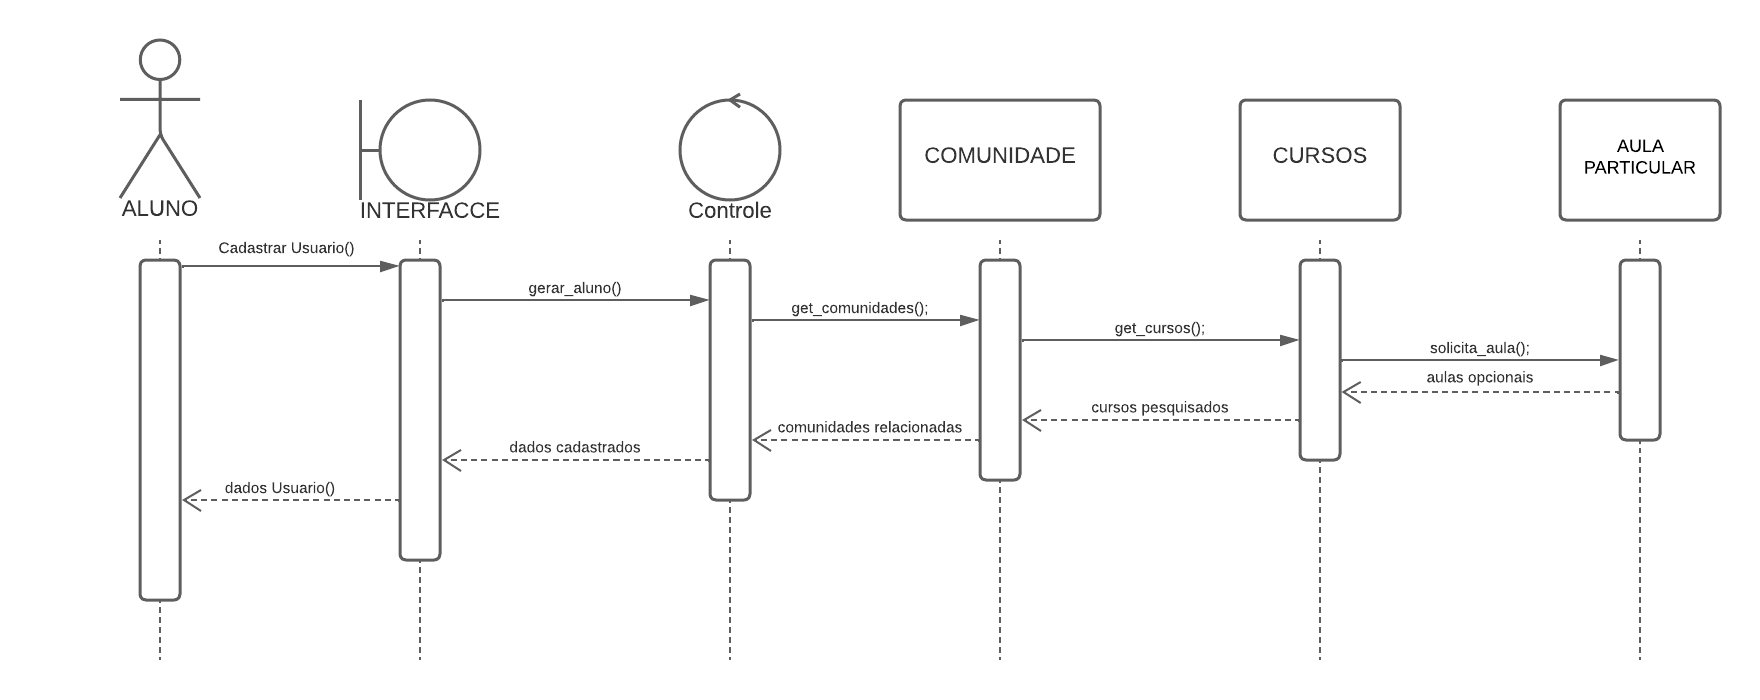 ALUNO
INTERFACCE
Controle
COMUNIDADE
CURSOS
AULA
PARTICULAR
Cadastrar Usuario()
gerar_aluno()
get_comunidades();
get_cursos();
solicita_aula();
aulas opcionais
cursos pesquisados
comunidades relacionadas
dados cadastrados
dados Usuario()